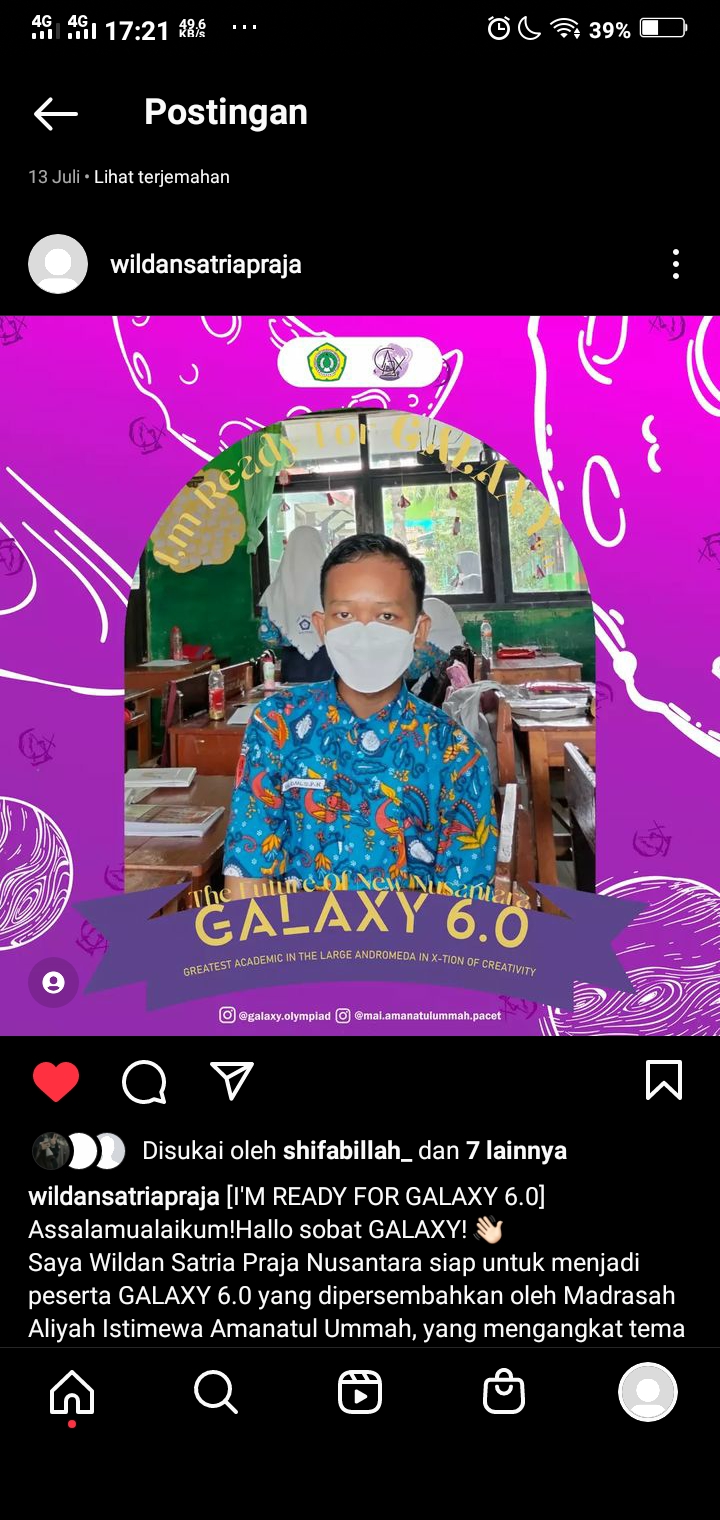 4G 4G 17:21 49.6 KB/s ... 39%
Postingan
13 Juli • Lihat terjemahan
wildansatriapraja
I'm Ready For GALAXY
The Future Of New Nusantara
GALAXY 6.0
GREATEST ACADEMIC IN THE LARGE ANDROMEDA IN X-TION OF CREATIVITY
@galaxy.olympiad @mai.amanatulummah.pacet
Disukai oleh shifabillah_ dan 7 lainnya
wildansatriapraja [I'M READY FOR GALAXY 6.0]
Assalamualaikum!Hallo sobat GALAXY! 👋🏻
Saya Wildan Satria Praja Nusantara siap untuk menjadi
peserta GALAXY 6.0 yang dipersembahkan oleh Madrasah
Aliyah Istimewa Amanatul Ummah, yang mengangkat tema